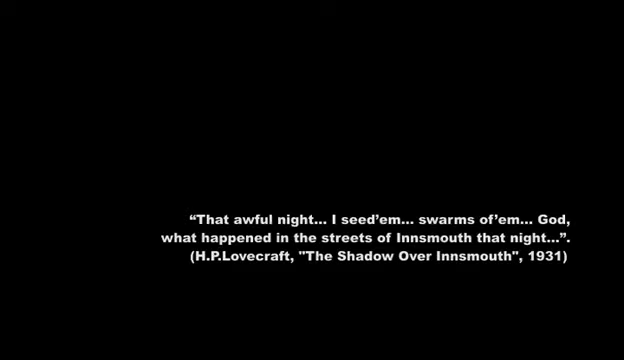 “That awful night... I seed’em... swarms of’em... God,
what happened in the streets of Innsmouth that night...”.
(H.P.Lovecraft, "The Shadow Over Innsmouth", 1931)